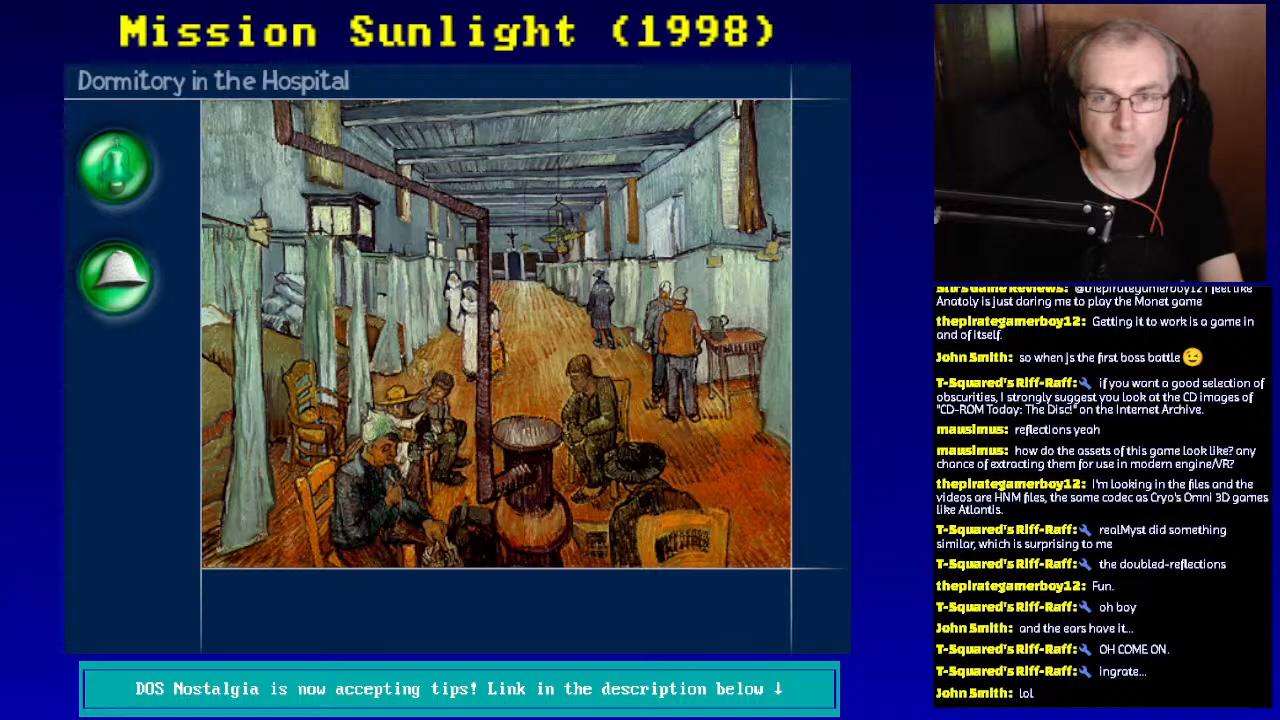 Mission Sunlight (1998)
Dormitory in the Hospital
DOS Nostalgia is now accepting tips! Link in the description below ↓
Game Reviews: @thepirategamerboy12 I feel like
Anatoly is just daring me to play the Monet game
thepirategamerboy12: Getting it to work is a game in
and of itself.
John Smith: so when js the first boss battle 😉
T-Squared's Riff-Raff: if you want a good selection of
obscurities, I strongly suggest you look at the CD images of
"CD-ROM Today: The Disc!" on the Internet Archive.
mausimus: reflections yeah
mausimus: how do the assets of this game look like? any
chance of extracting them for use in modern engine/VR?
thepirategamerboy12: I'm looking in the files and the
videos are HNM files, the same codec as Cryo's Omni 3D games
like Atlantis.
T-Squared's Riff-Raff: realMyst did something
similar, which is surprising to me
T-Squared's Riff-Raff: the doubled-reflections
thepirategamerboy12: Fun.
T-Squared's Riff-Raff: oh boy
John Smith: and the ears have it...
T-Squared's Riff-Raff: OH COME ON.
T-Squared's Riff-Raff: ingrate...
John Smith: lol